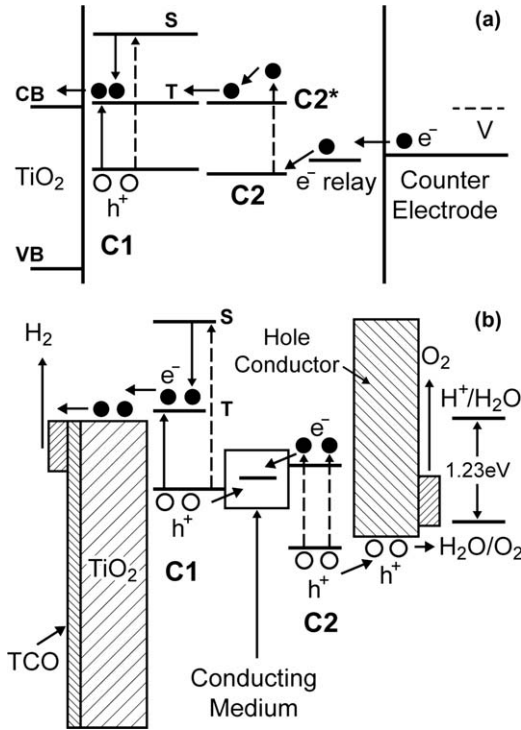 (a)
S
CB
T
C2*
e⁻
V
TiO₂
h⁺
C2
e⁻ relay
Counter
Electrode
C1
VB
(b)
H₂
S
Hole
Conductor
O₂
e⁻
T
e⁻
H⁺/H₂O
1.23eV
h⁺
C1
TiO₂
h⁺
h⁺
H₂O/O₂
C2
TCO
Conducting
Medium